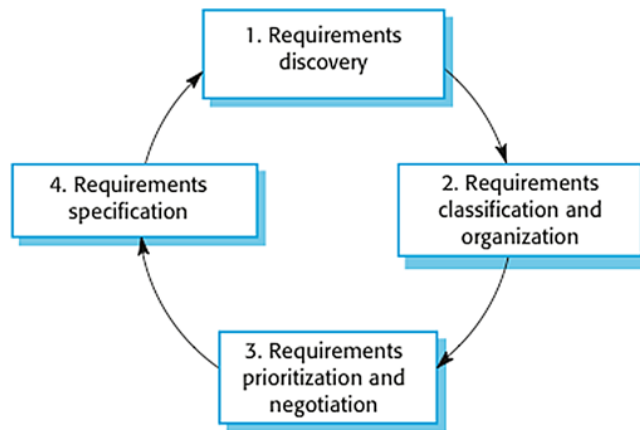 1. Requirements
discovery
2. Requirements
classification and
organization
3. Requirements
prioritization and
negotiation
4. Requirements
specification